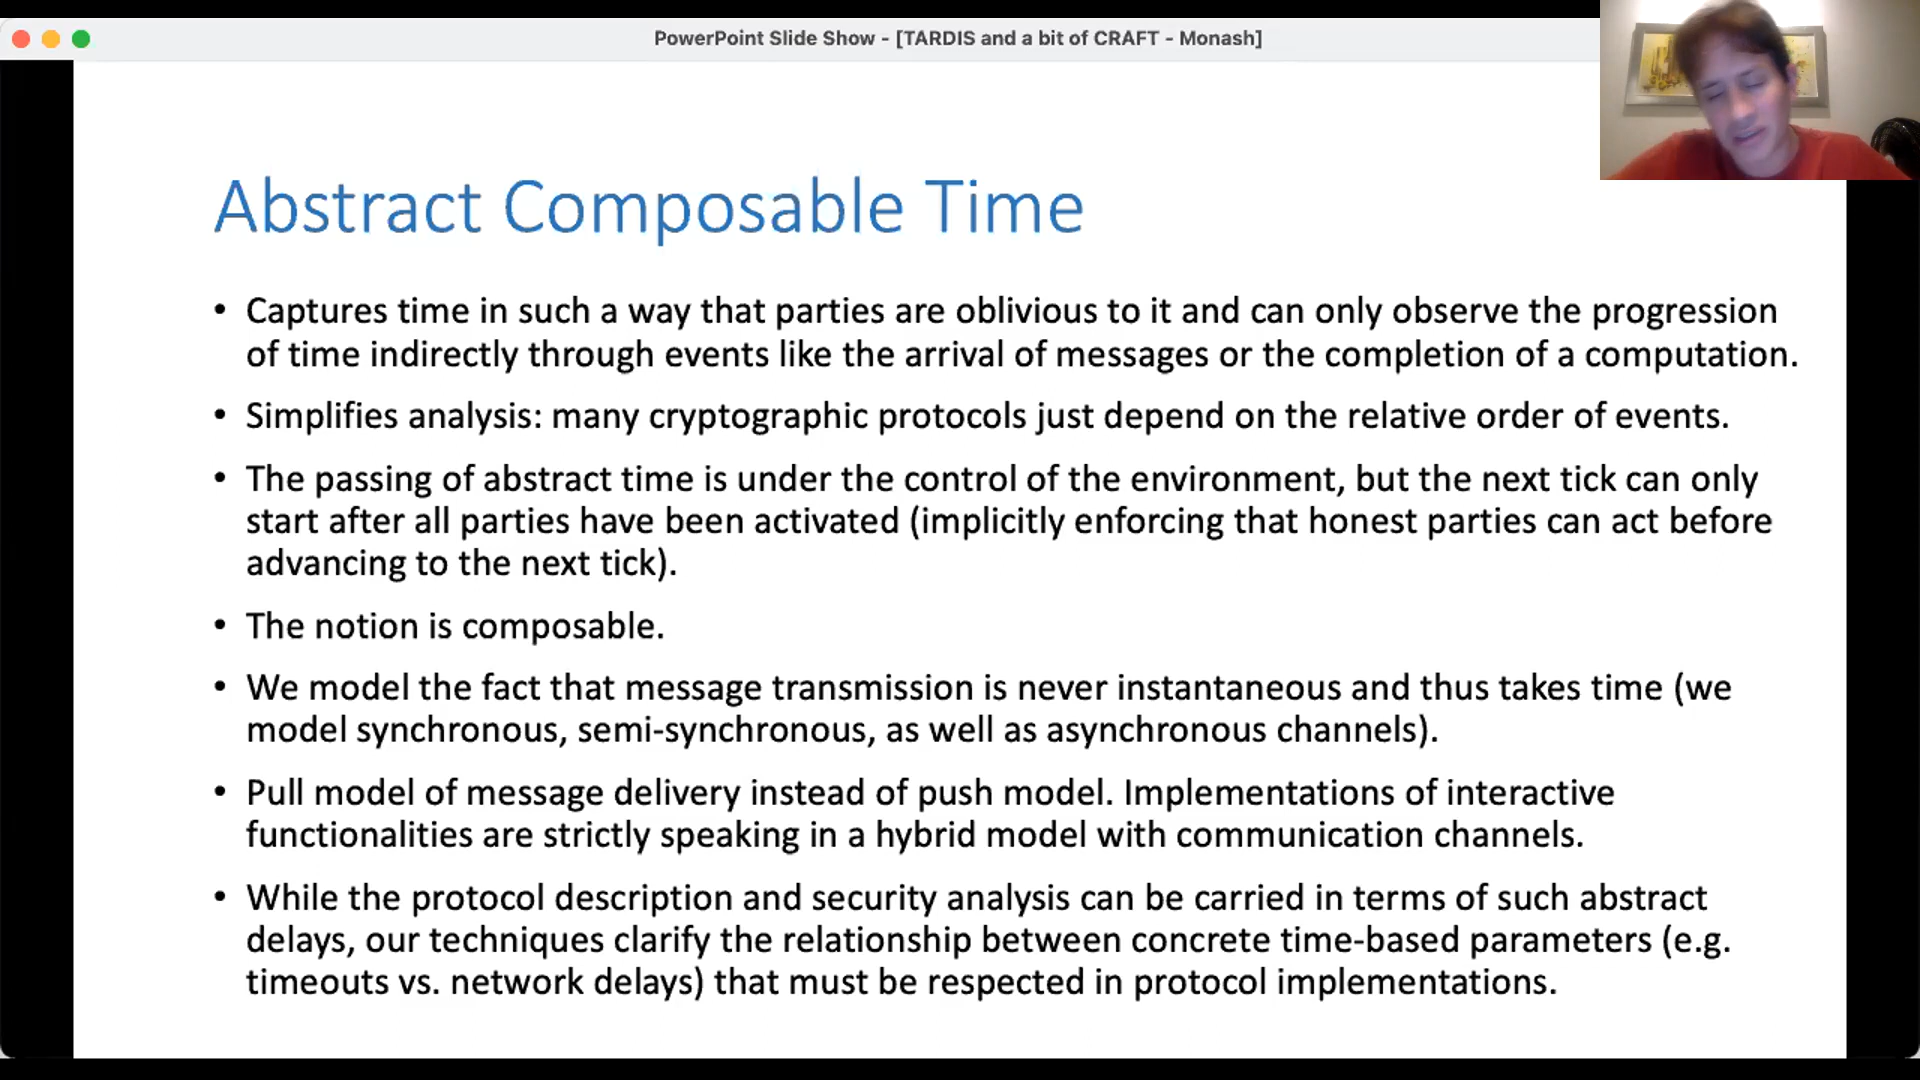 PowerPoint Slide Show - [TARDIS and a bit of CRAFT - Monash]
Abstract Composable Time
• Captures time in such a way that parties are oblivious to it and can only observe the progression
of time indirectly through events like the arrival of messages or the completion of a computation.
• Simplifies analysis: many cryptographic protocols just depend on the relative order of events.
• The passing of abstract time is under the control of the environment, but the next tick can only
start after all parties have been activated (implicitly enforcing that honest parties can act before
advancing to the next tick).
• The notion is composable.
• We model the fact that message transmission is never instantaneous and thus takes time (we
model synchronous, semi-synchronous, as well as asynchronous channels).
• Pull model of message delivery instead of push model. Implementations of interactive
functionalities are strictly speaking in a hybrid model with communication channels.
• While the protocol description and security analysis can be carried in terms of such abstract
delays, our techniques clarify the relationship between concrete time-based parameters (e.g.
timeouts vs. network delays) that must be respected in protocol implementations.